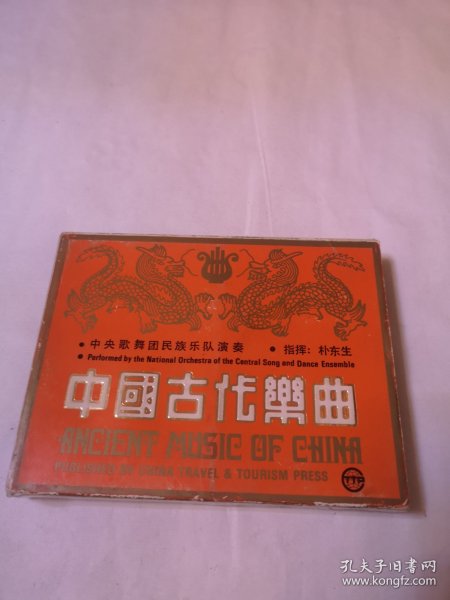 • 中央歌舞团民族乐队演奏 • 指挥: 朴东生
• Performed by the National Orchestra of the Central Song and Dance Ensemble
中國古代樂曲
ANCIENT MUSIC OF CHINA
PUBLISHED BY CHINA TRAVEL & TOURISM PRESS
TTP
孔夫子旧书网
www.kongfz.com